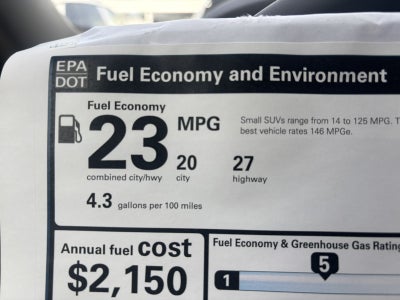 EPA
DOT
Fuel Economy and Environment
Fuel Economy
23 MPG
Small SUVs range from 14 to 125 MPG. T
best vehicle rates 146 MPGe.
20 27
combined city/hwy city highway
4.3 gallons per 100 miles
Annual fuel cost
$2,150
Fuel Economy & Greenhouse Gas Rating
5
1